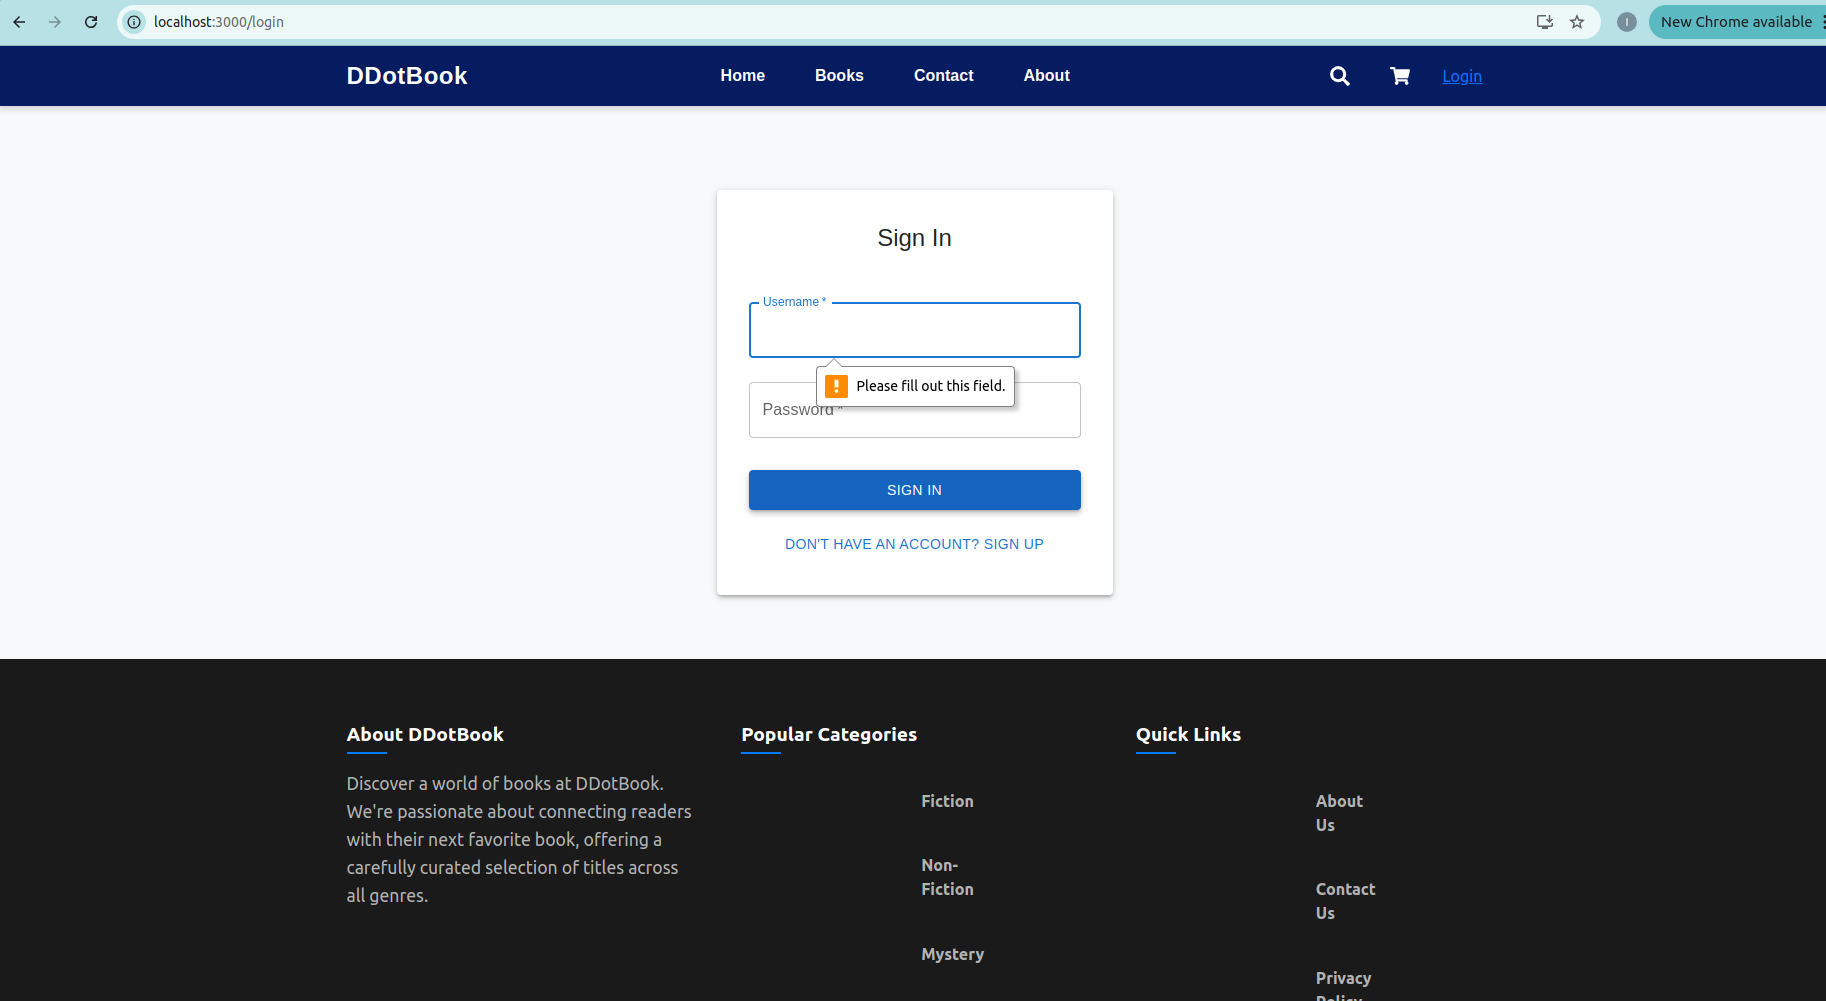 localhost:3000/login
I
New Chrome available
DDotBook
Home
Books
Contact
About
Login
Sign In
Username *
Please fill out this field.
Password *
SIGN IN
DON'T HAVE AN ACCOUNT? SIGN UP
About DDotBook
Discover a world of books at DDotBook.
We're passionate about connecting readers
with their next favorite book, offering a
carefully curated selection of titles across
all genres.
Popular Categories
Fiction
Non-
Fiction
Mystery
Quick Links
About
Us
Contact
Us
Privacy
Policy